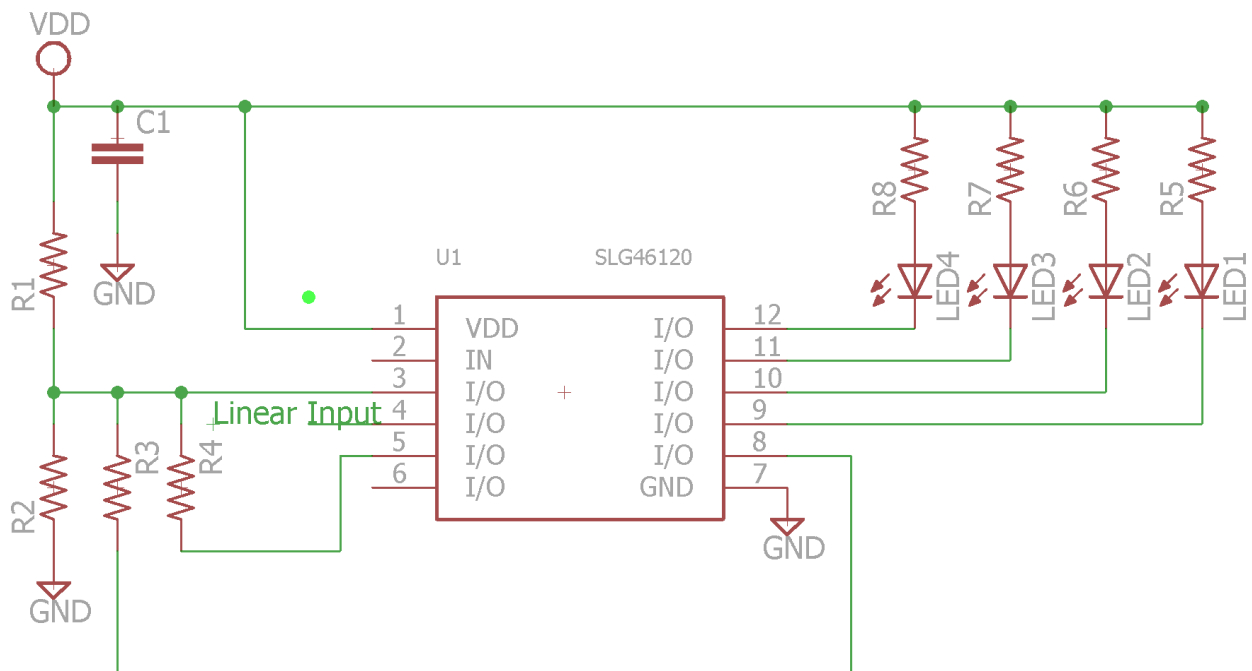 VDD
C1
R8
R7
R6
R5
R1
GND
U1
SLG46120
LED4
LED3
LED2
LED1
1 VDD
I/O 12
2 IN
I/O 11
3 I/O
I/O 10
Linear Input
4 I/O
I/O 9
5 I/O
I/O 8
6 I/O
GND 7
R2
R3
R4
GND
GND